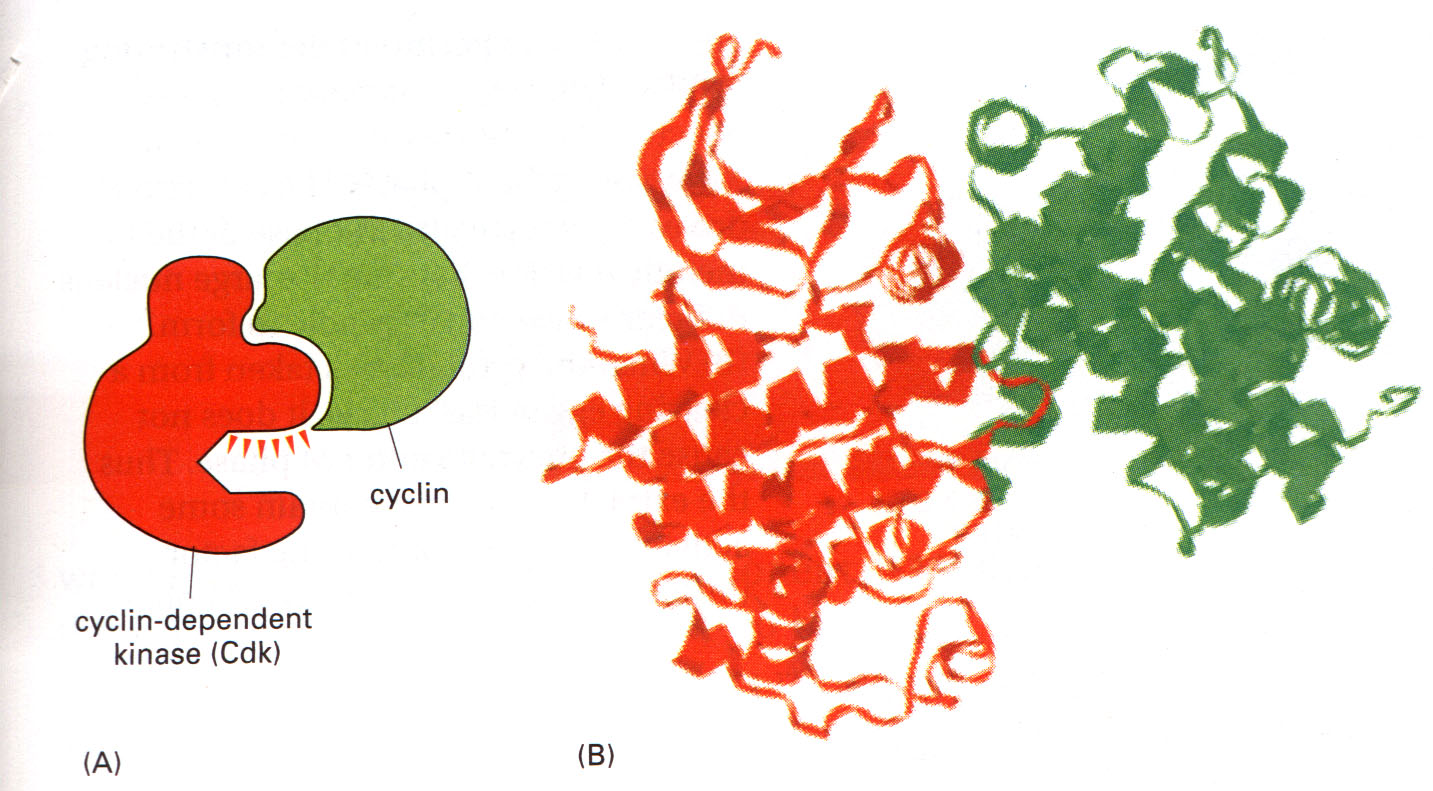 cyclin
cyclin-dependent
kinase (Cdk)
(A)
(B)